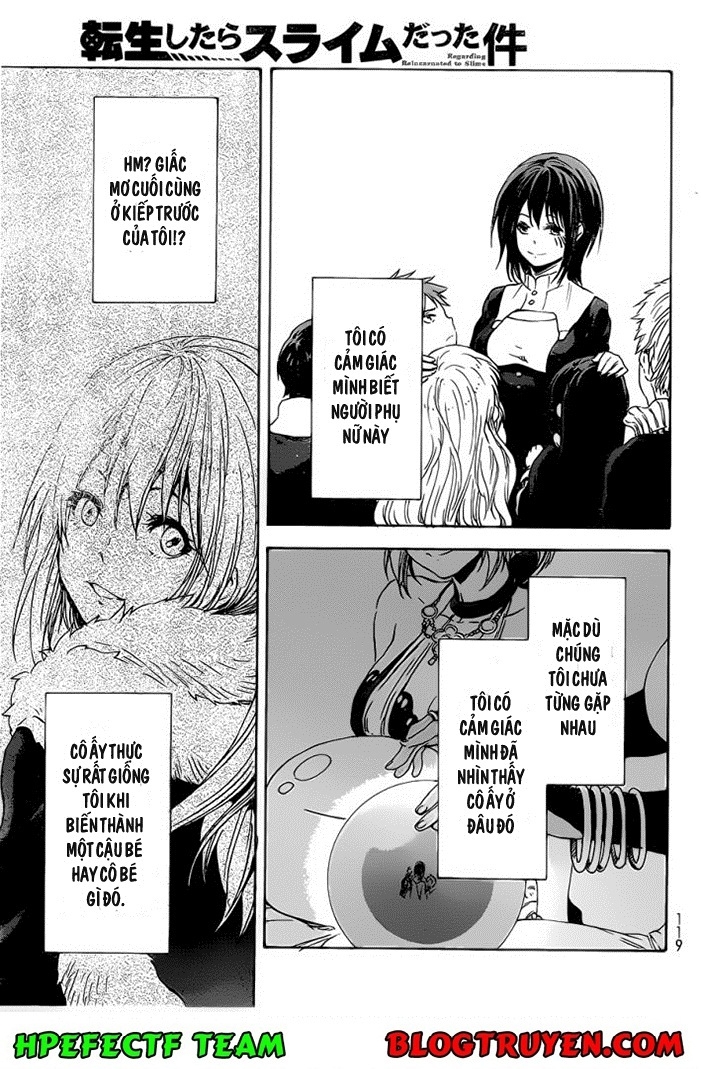 転生したらスライムだった件
Regarding
Reincarnated to Slime
TÔI CÓ
CẢM GIÁC
MÌNH BIẾT
NGƯỜI PHỤ
NỮ NÀY
MẶC DÙ
CHÚNG
TÔI CHƯA
TỪNG GẶP
NHAU
TÔI CÓ
CẢM GIÁC
MÌNH ĐÃ
NHÌN THẤY
CÔ ẤY Ở
ĐÂU ĐÓ
HM? GIẤC
MƠ CUỐI CÙNG
Ở KIẾP TRƯỚC
CỦA TÔI!?
CÔ ẤY THỰC
SỰ RẤT GIỐNG
TÔI KHI
BIẾN THÀNH
MỘT CẬU BÉ
HAY CÔ BÉ
GÌ ĐÓ.
119
HPEFECTF TEAM
BLOGTRUYEN.COM